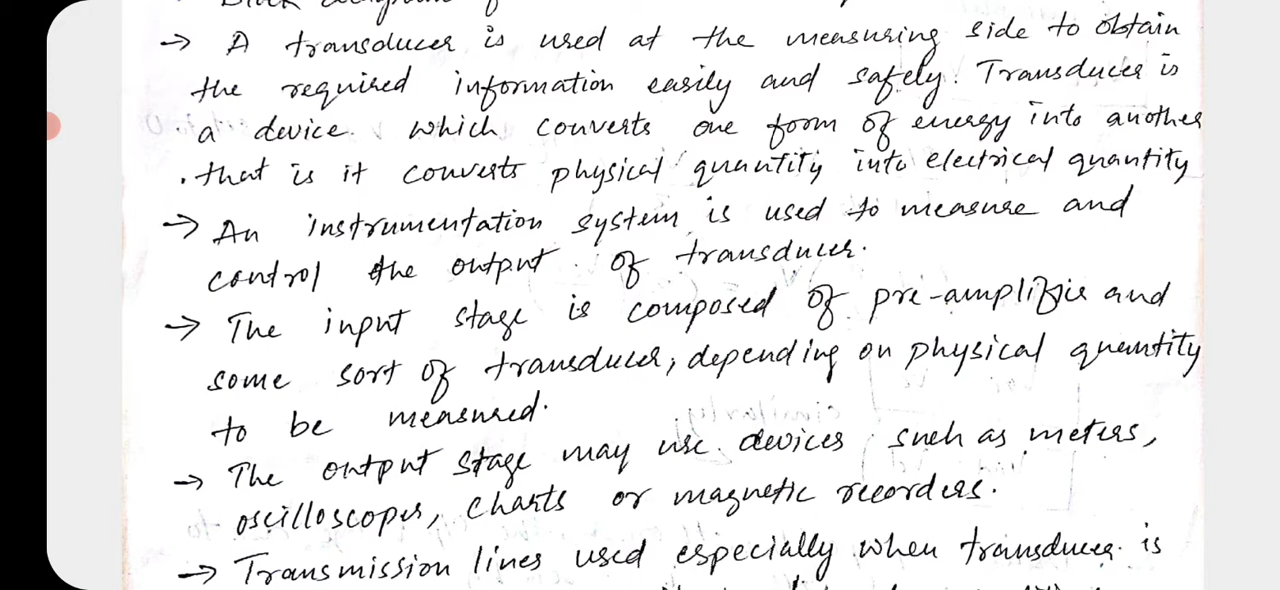 Block diagram of
→ A transducer is used at the measuring side to obtain
the required information easily and safely. Transducer is
a device which converts one form of energy into another
that is it converts physical quantity into electrical quantity
→ An instrumentation system is used to measure and
control the output of transducer.
→ The input stage is composed of pre-amplifier and
some sort of transducer, depending on physical quantity
to be measured.
→ The output stage may use devices such as meters,
oscilloscopes, charts or magnetic recorders.
→ Transmission lines used especially when transducer is